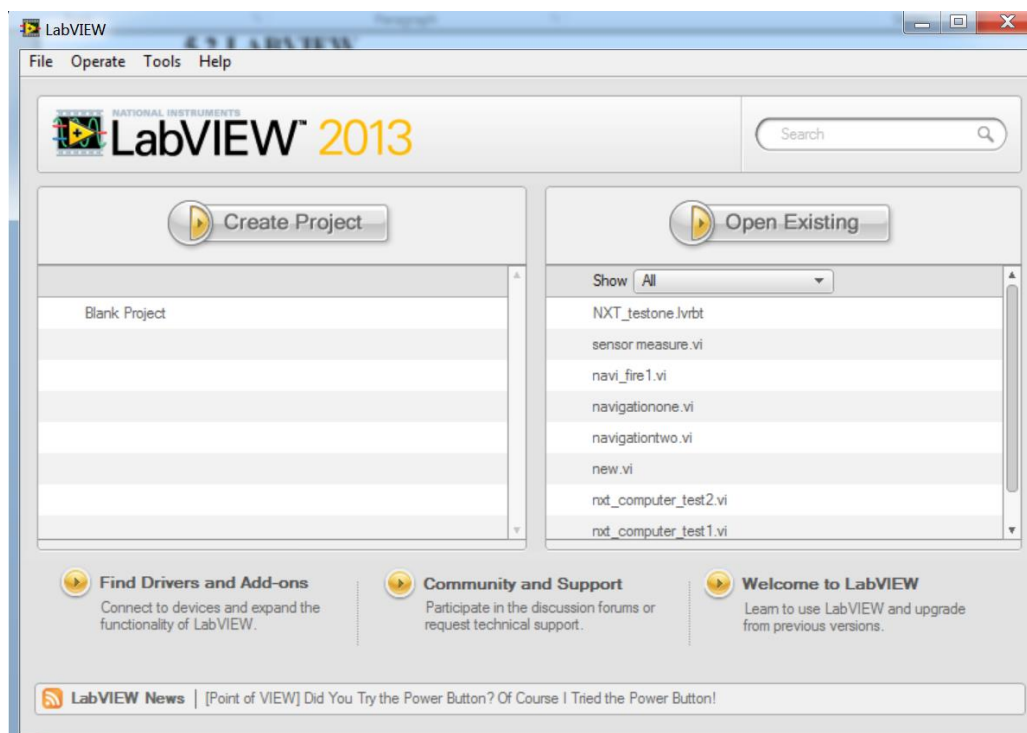 Paragraph
5.2 LABVIEW
LabVIEW
File Operate Tools Help
NATIONAL INSTRUMENTS
LabVIEW™ 2013
Search
Create Project
Open Existing
Show All
Blank Project
NXT_testone.lvrbt
sensor measure.vi
navi_fire1.vi
navigationone.vi
navigationtwo.vi
new.vi
nxt_computer_test2.vi
nxt_computer_test1.vi
Find Drivers and Add-ons
Connect to devices and expand the
functionality of LabVIEW.
Community and Support
Participate in the discussion forums or
request technical support.
Welcome to LabVIEW
Learn to use LabVIEW and upgrade
from previous versions.
LabVIEW News | [Point of VIEW] Did You Try the Power Button? Of Course I Tried the Power Button!